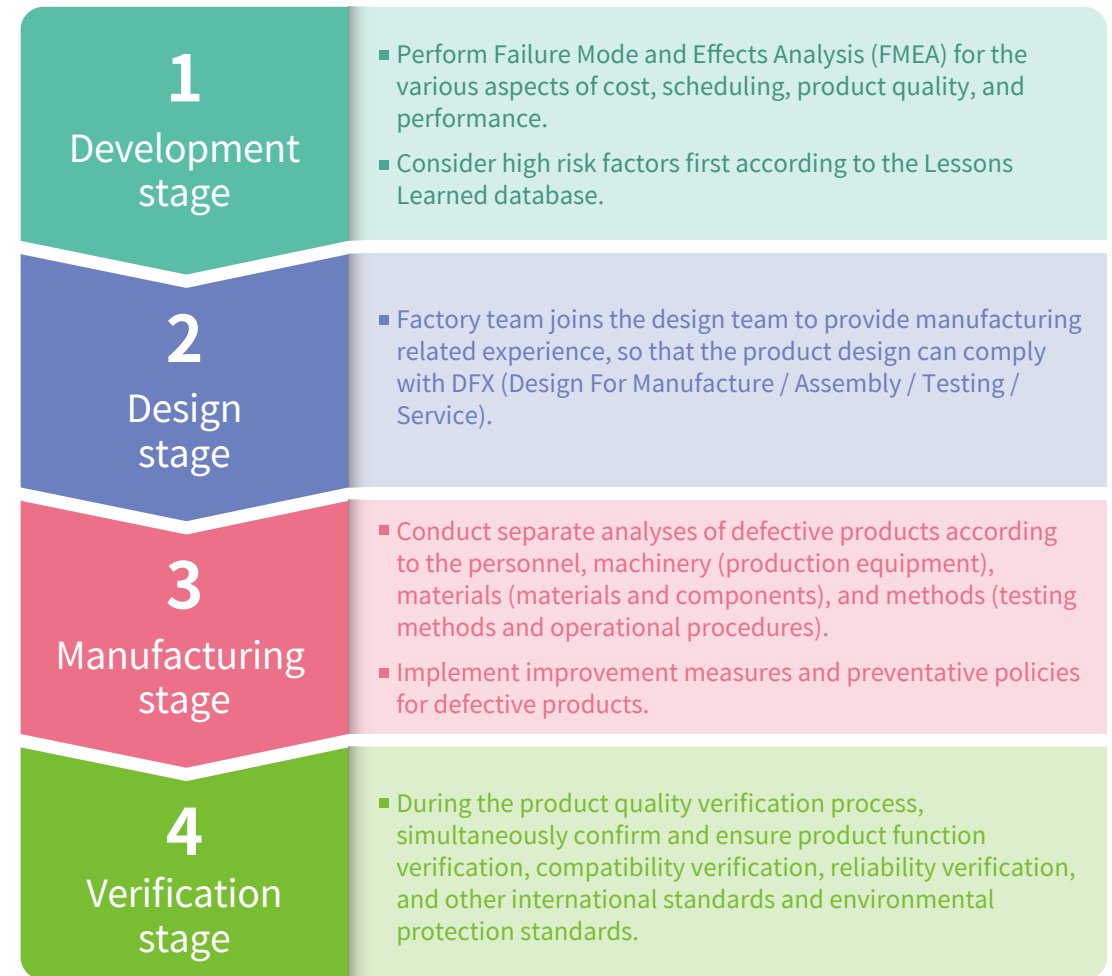 1
Development
stage
■ Perform Failure Mode and Effects Analysis (FMEA) for the
various aspects of cost, scheduling, product quality, and
performance.
■ Consider high risk factors first according to the Lessons
Learned database.
2
Design
stage
■ Factory team joins the design team to provide manufacturing
related experience, so that the product design can comply
with DFX (Design For Manufacture / Assembly / Testing /
Service).
3
Manufacturing
stage
■ Conduct separate analyses of defective products according
to the personnel, machinery (production equipment),
materials (materials and components), and methods (testing
methods and operational procedures).
■ Implement improvement measures and preventative policies
for defective products.
4
Verification
stage
■ During the product quality verification process,
simultaneously confirm and ensure product function
verification, compatibility verification, reliability verification,
and other international standards and environmental
protection standards.